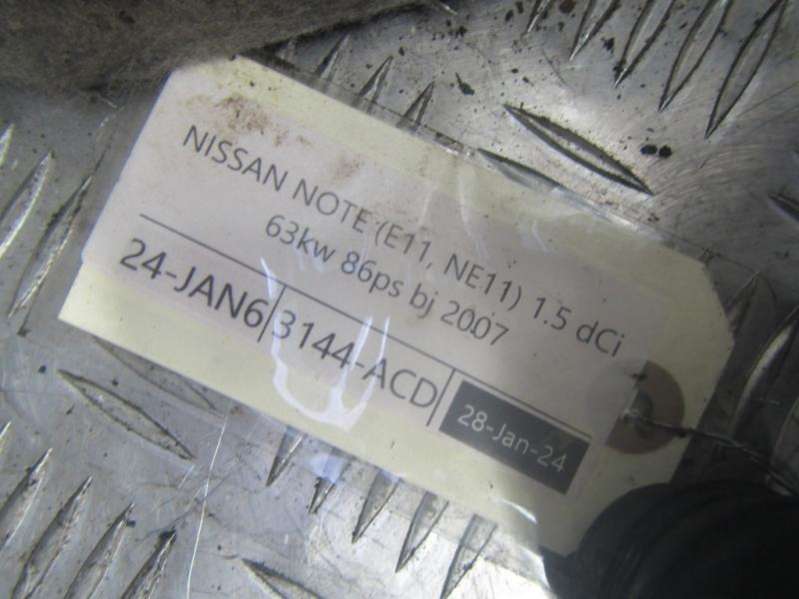 NISSAN NOTE (E11, NE11) 1.5 dCi
63kw 86ps bj 2007
24-JAN6 3144-ACD 28-Jan-24